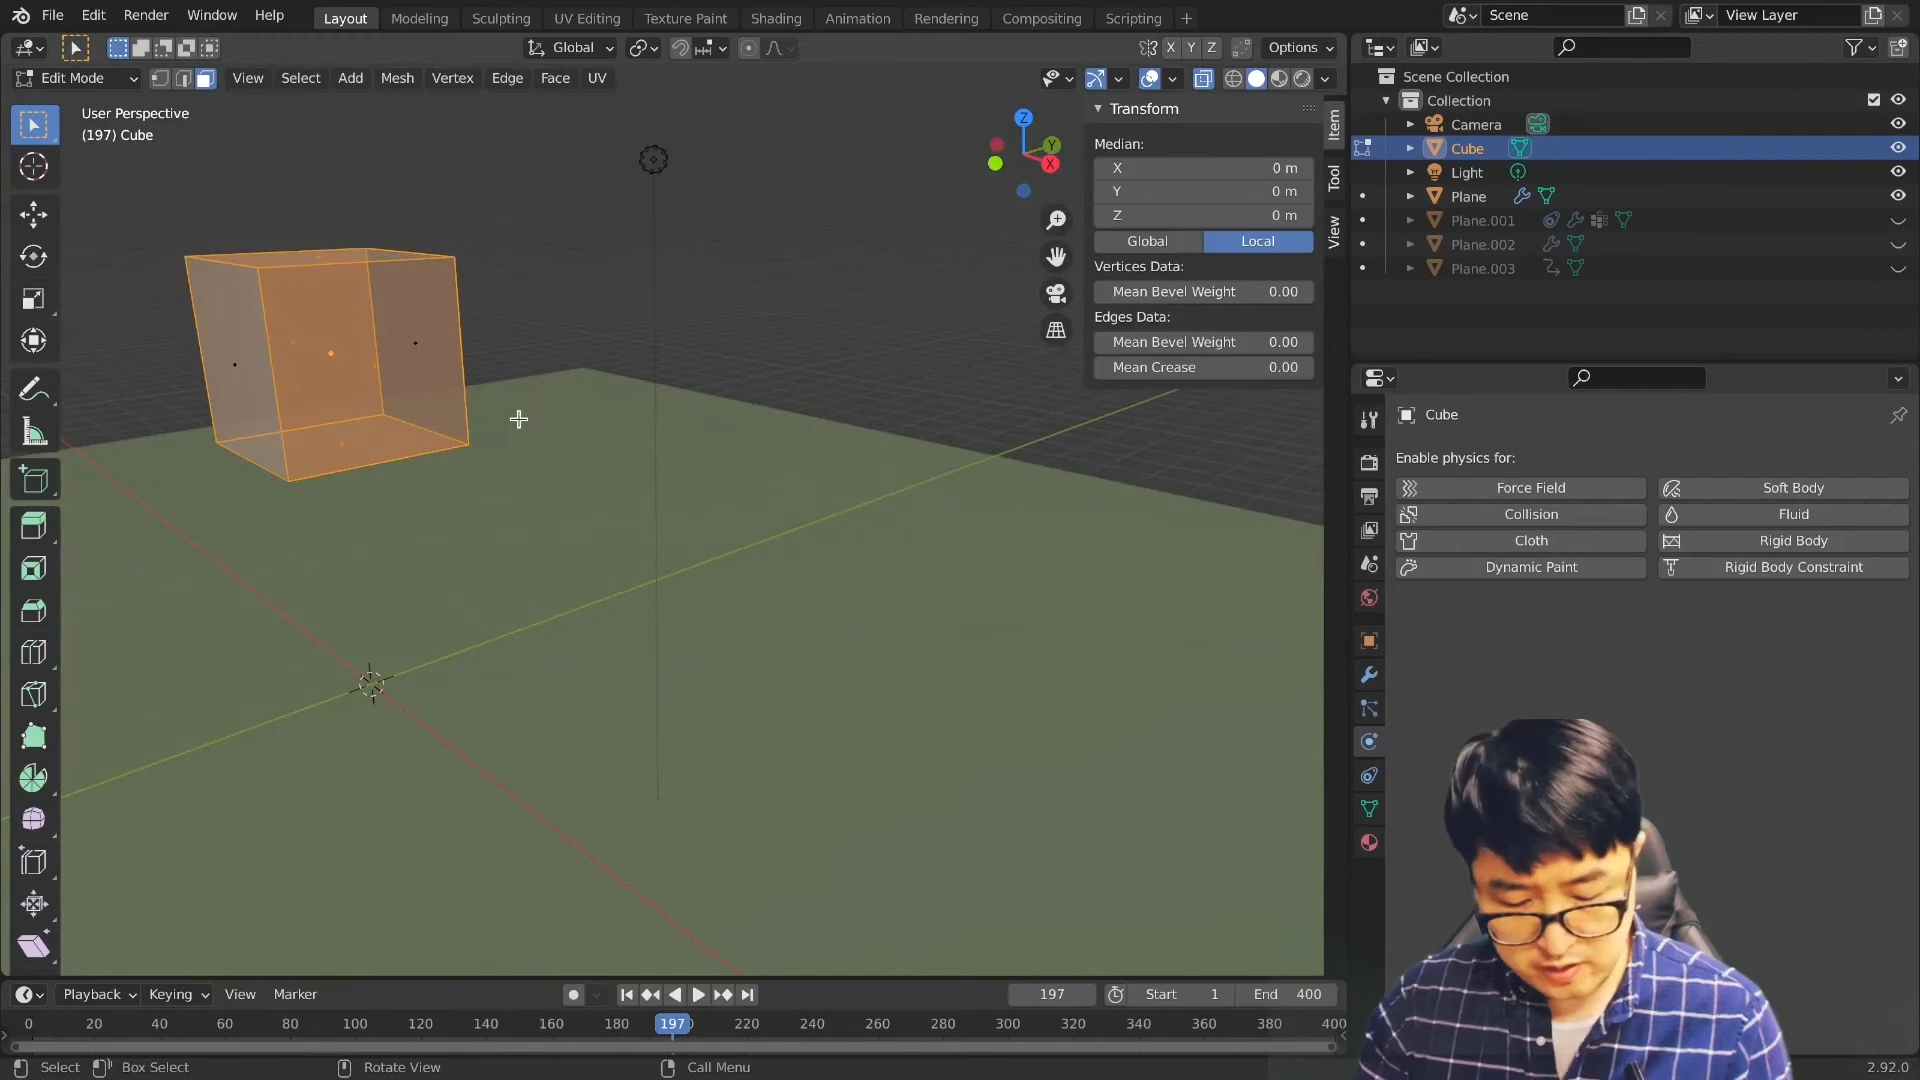 File Edit Render Window Help Layout Modeling Sculpting UV Editing Texture Paint Shading Animation Rendering Compositing Scripting Scene View Layer
Global X Y Z Options
Edit Mode View Select Add Mesh Vertex Edge Face UV
User Perspective
(197) Cube
Z
Y
X
Transform
Median:
X 0 m
Y 0 m
Z 0 m
Global Local
Vertices Data:
Mean Bevel Weight 0.00
Edges Data:
Mean Bevel Weight 0.00
Mean Crease 0.00
Item
Tool
View
Scene Collection
Collection
Camera
Cube
Light
Plane
Plane.001
Plane.002
Plane.003
Cube
Enable physics for:
Force Field Soft Body
Collision Fluid
Cloth Rigid Body
Dynamic Paint Rigid Body Constraint
Playback Keying View Marker 197 Start 1 End 400
0 20 40 60 80 100 120 140 160 180 197 220 240 260 280 300 320 340 360 380 400
Select Box Select Rotate View Call Menu 2.92.0